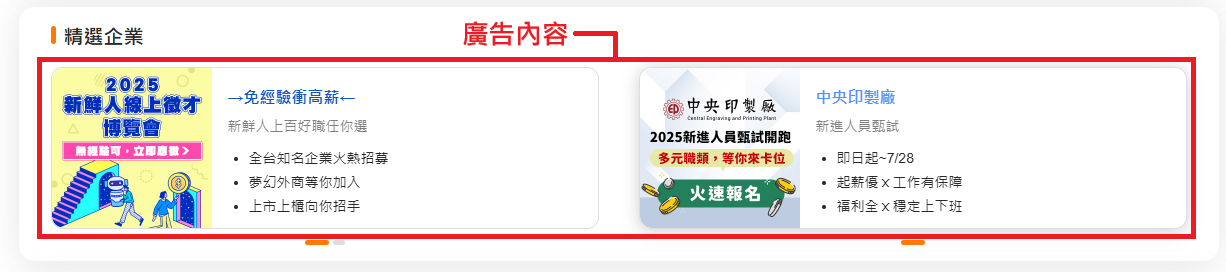 精選企業
廣告內容
2025
新鮮人線上徵才
博覽會
無經驗可,立即應徵>
→免經驗衝高薪←
新鮮人上百好職任你選
• 全台知名企業火熱招募
• 夢幻外商等你加入
• 上市上櫃向你招手
中央印製廠
Central Engraving and Printing Plant
2025新進人員甄試開跑
多元職類,等你來卡位
火速報名
中央印製廠
新進人員甄試
• 即日起~7/28
• 起薪優 x 工作有保障
• 福利全 x 穩定上下班